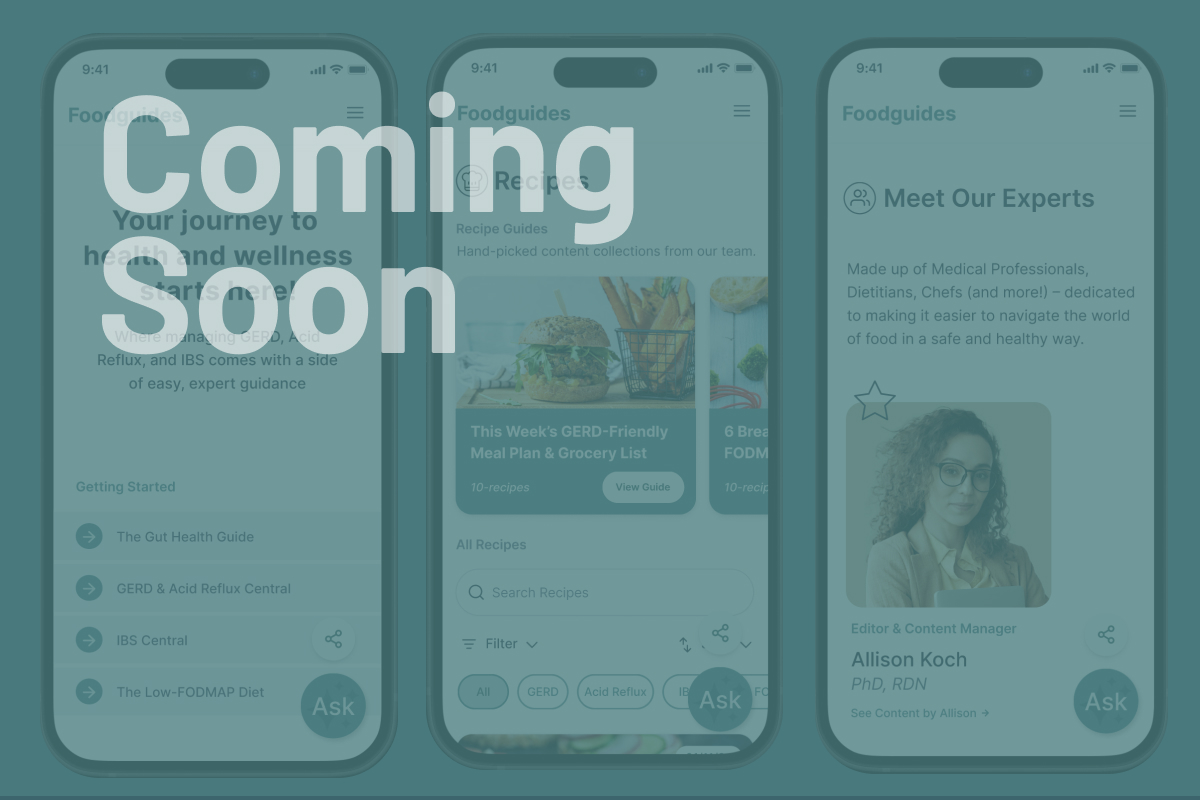 Coming
Soon
9:41
Foodguides
Your journey to
health and wellness
starts here!
Where managing GERD, Acid
Reflux, and IBS comes with a side
of easy, expert guidance
Getting Started
The Gut Health Guide
GERD & Acid Reflux Central
IBS Central
The Low-FODMAP Diet
Ask
9:41
Foodguides
Recipes
Recipe Guides
Hand-picked content collections from our team.
This Week's GERD-Friendly
Meal Plan & Grocery List
10-recipes
View Guide
6 Brea
FODM
10-recip
All Recipes
Search Recipes
Filter
All
GERD
Acid Reflux
IB
FO
Ask
9:41
Foodguides
Meet Our Experts
Made up of Medical Professionals,
Dietitians, Chefs (and more!) – dedicated
to making it easier to navigate the world
of food in a safe and healthy way.
Editor & Content Manager
Allison Koch
PhD, RDN
See Content by Allison →
Ask